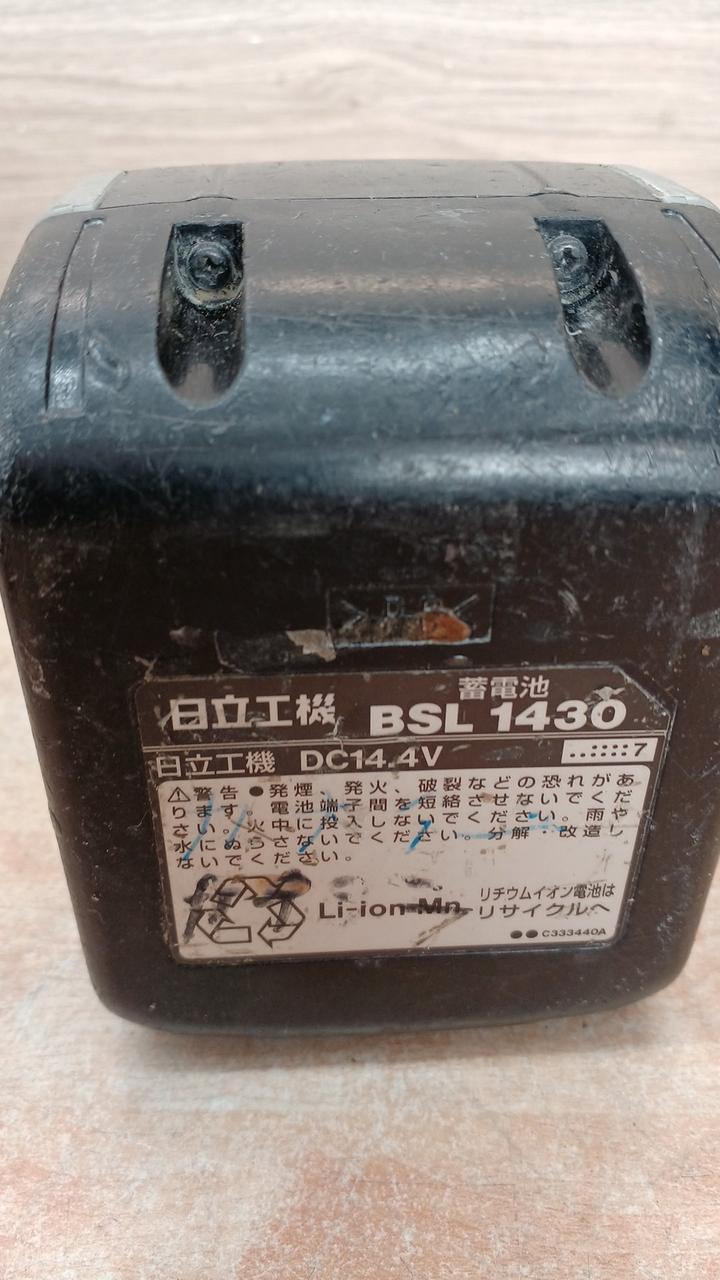 蓄電池
日立工機 BSL 1430
日立工機 DC14.4V
7
警告 ●発煙、発火、破裂などの恐れがあ
ります。電池端子間を短絡させないでくだ
さい。火中に投入しないでください。雨や
水にぬらさないでください。分解・改造し
ないでください。
Li-ion Mn
リチウムイオン電池は
リサイクルへ
●● C333440A